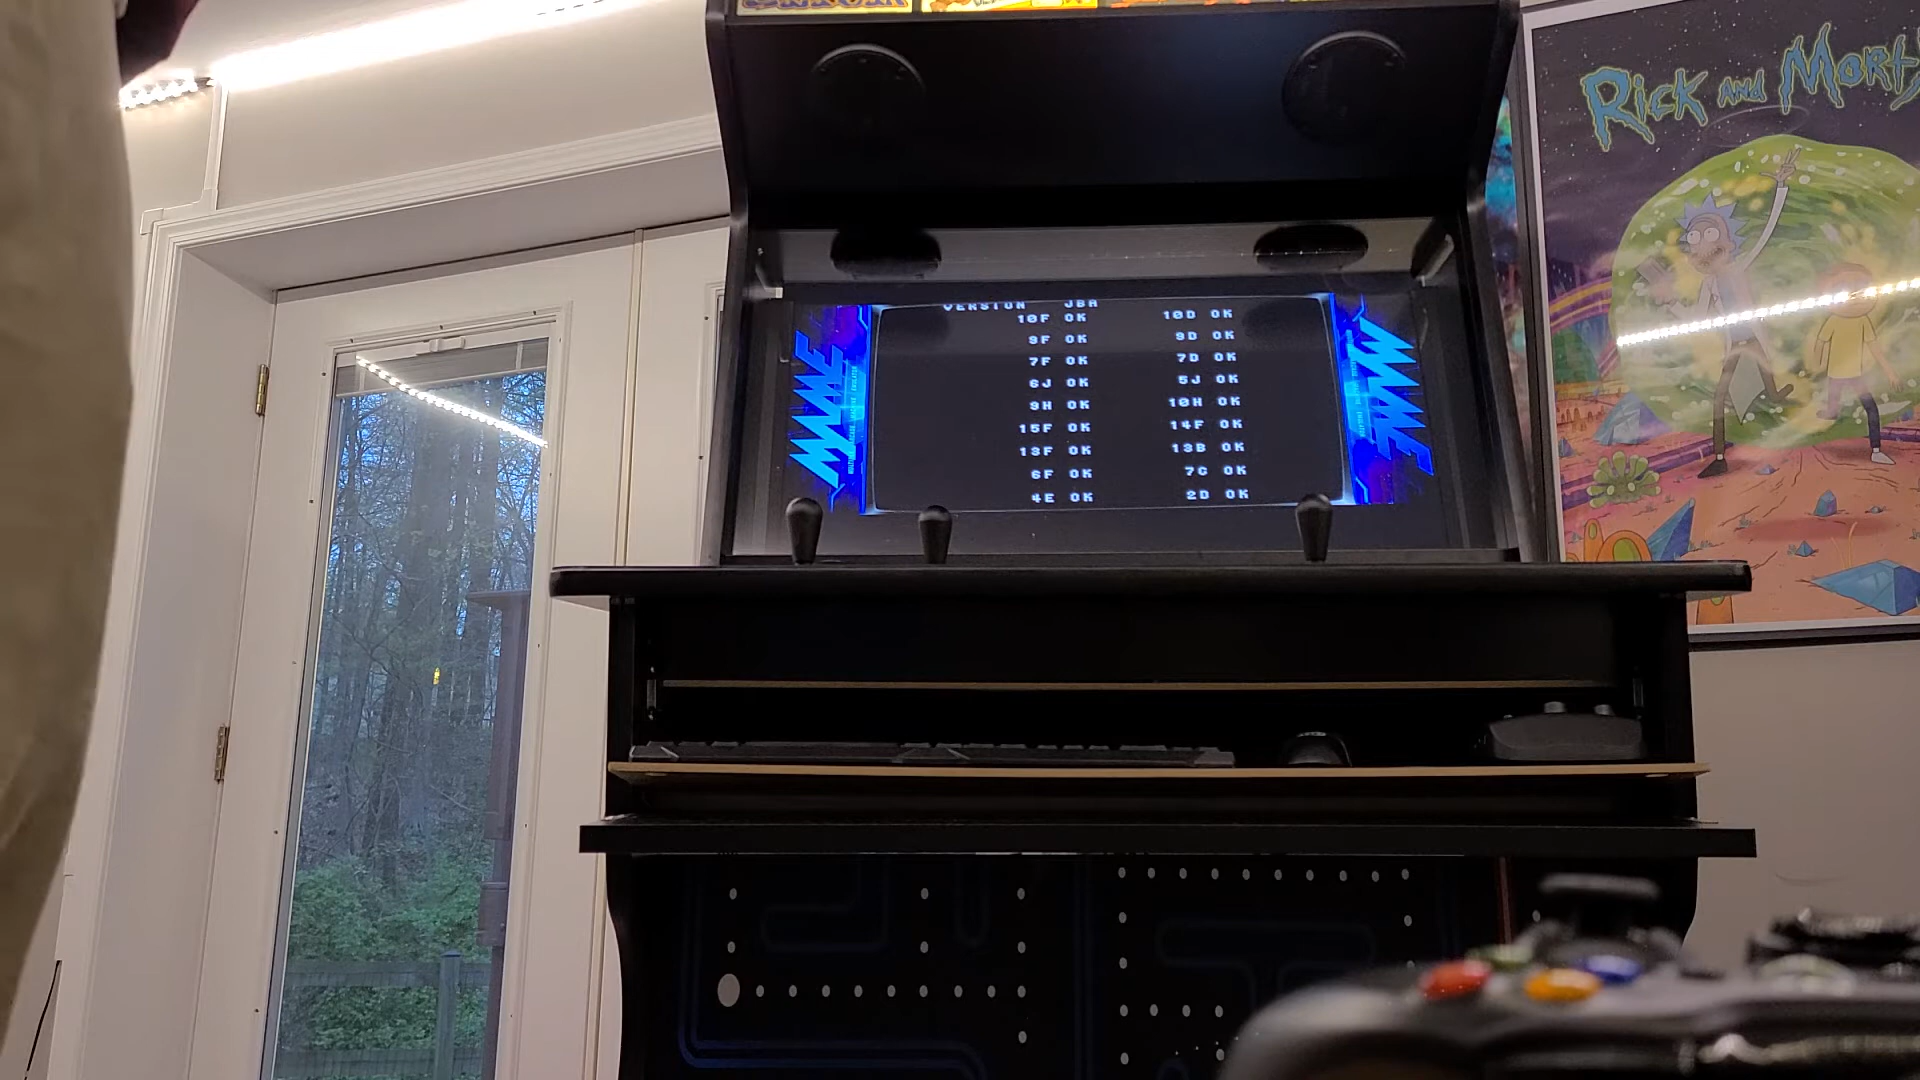 RICK AND MORTY
VERSION JBA
10F OK 10D OK
9F OK 9D OK
7F OK 7D OK
6J OK 5J OK
9H OK 10H OK
15F OK 14F OK
13F OK 13B OK
6F OK 7C OK
4E OK 2D OK
MAME
MAME